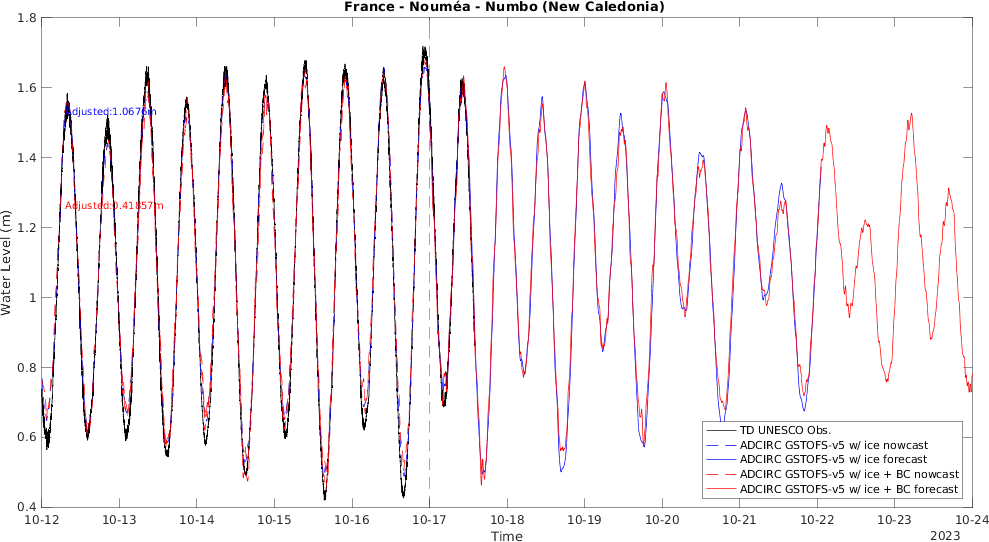 France - Nouméa - Numbo (New Caledonia)
1.8
1.6
1.4
1.2
1
0.8
0.6
0.4
Water Level (m)
Adjusted:1.0676m
Adjusted:0.41857m
TD UNESCO Obs.
ADCIRC GSTOFS-v5 w/ ice nowcast
ADCIRC GSTOFS-v5 w/ ice forecast
ADCIRC GSTOFS-v5 w/ ice + BC nowcast
ADCIRC GSTOFS-v5 w/ ice + BC forecast
10-12 10-13 10-14 10-15 10-16 10-17 10-18 10-19 10-20 10-21 10-22 10-23 10-24
Time
2023